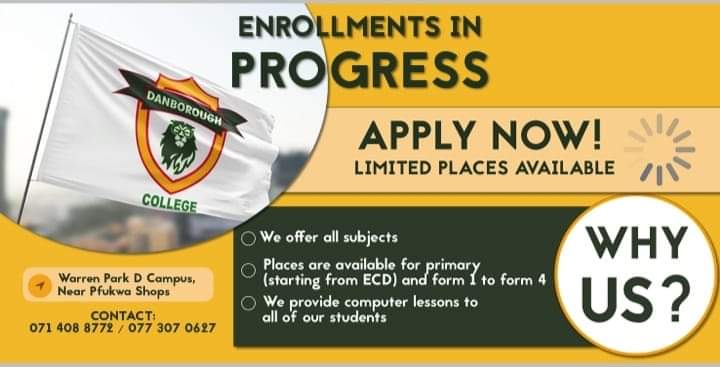 ENROLLMENTS IN
PROGRESS
DANBOROUGH
COLLEGE
APPLY NOW!
LIMITED PLACES AVAILABLE
We offer all subjects
Places are available for primary
(starting from ECD) and form 1 to form 4
We provide computer lessons to
all of our students
WHY
US?
Warren Park D Campus,
Near Pfukwa Shops
CONTACT:
071 408 8772 / 077 307 0627